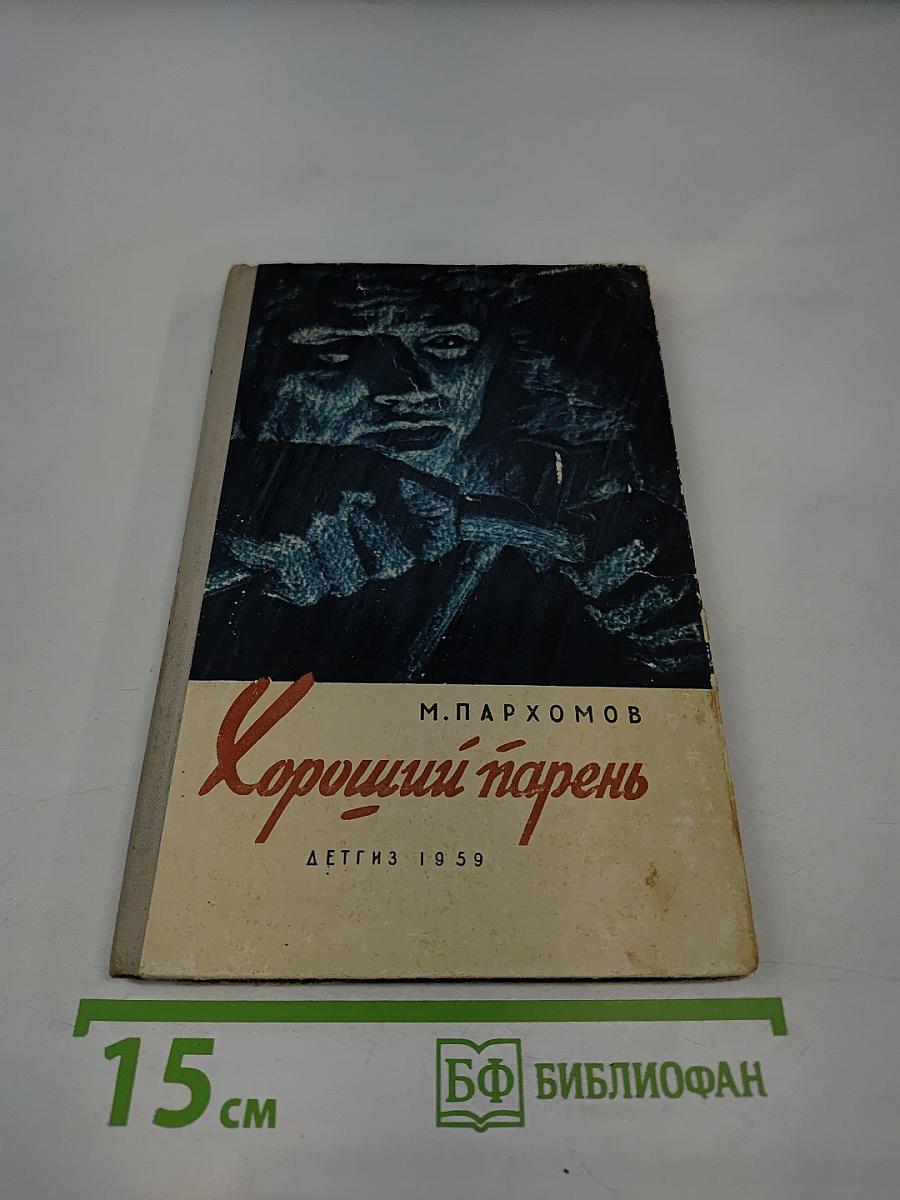 М.ПАРХОМОВ
Хороший парень
ДЕТГИЗ 1959
15 см
БФ БИБЛИОФАН